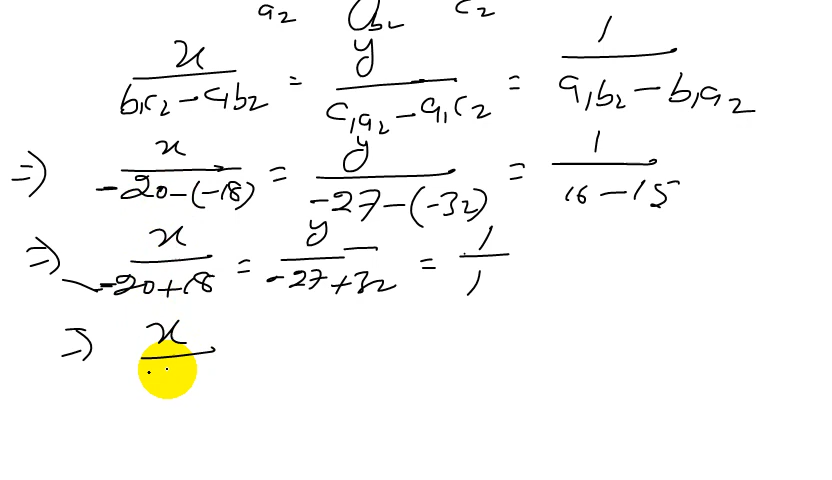 a₂ b₂ c₂
x/(b₁c₂ - c₁b₂) = y/(c₁a₂ - a₁c₂) = 1/(a₁b₂ - b₁a₂)
⇒ x/(-20-(-18)) = y/(-27-(-32)) = 1/(16-15)
⇒ x/(-20+18) = y/(-27+32) = 1/1
⇒ x/